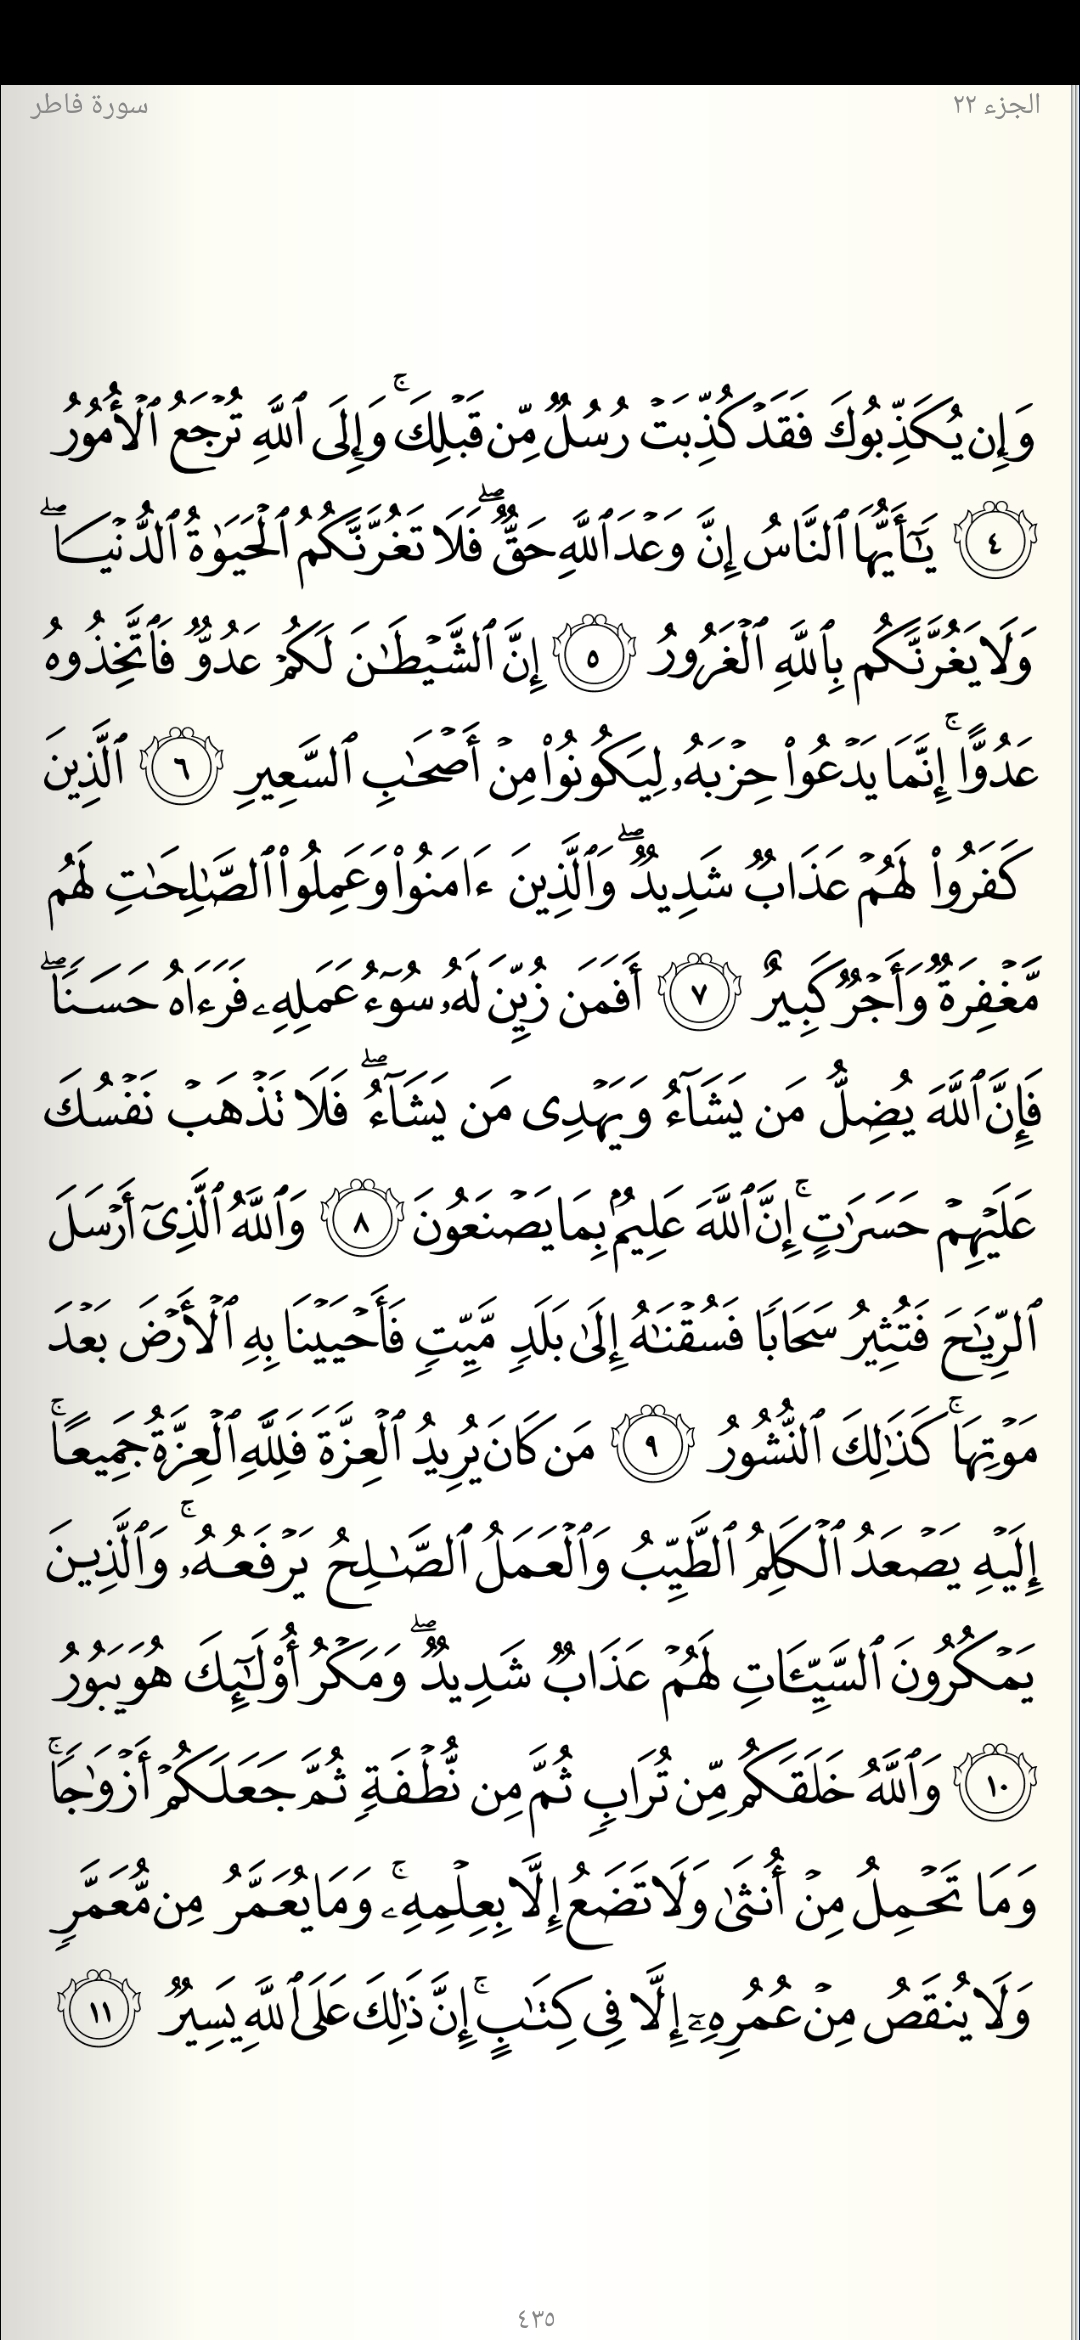 الجزء ٢٢
سورة فاطر
وَإِن يُكَذِّبُوكَ فَقَدۡ كُذِّبَتۡ رُسُلٞ مِّن قَبۡلِكَۚ وَإِلَى ٱللَّهِ تُرۡجَعُ ٱلۡأُمُورُ
٤ يَٰٓأَيُّهَا ٱلنَّاسُ إِنَّ وَعۡدَ ٱللَّهِ حَقّٞۖ فَلَا تَغُرَّنَّكُمُ ٱلۡحَيَوٰةُ ٱلدُّنۡيَا ۖ
وَلَا يَغُرَّنَّكُم بِٱللَّهِ ٱلۡغَرُورُ ٥ إِنَّ ٱلشَّيۡطَٰنَ لَكُمۡ عَدُوّٞ فَٱتَّخِذُوهُ
عَدُوًّاۚ إِنَّمَا يَدۡعُواْ حِزۡبَهُۥ لِيَكُونُواْ مِنۡ أَصۡحَٰبِ ٱلسَّعِيرِ ٦ ٱلَّذِينَ
كَفَرُواْ لَهُمۡ عَذَابٞ شَدِيدٞۖ وَٱلَّذِينَ ءَامَنُواْ وَعَمِلُواْ ٱلصَّٰلِحَٰتِ لَهُم
مَّغۡفِرَةٞ وَأَجۡرٞ كَبِيرٌ ٧ أَفَمَن زُيِّنَ لَهُۥ سُوٓءُ عَمَلِهِۦ فَرَءَاهُ حَسَنٗاۖ
فَإِنَّ ٱللَّهَ يُضِلُّ مَن يَشَآءُ وَيَهۡدِي مَن يَشَآءُۖ فَلَا تَذۡهَبۡ نَفۡسُكَ
عَلَيۡهِمۡ حَسَرَٰتٍۚ إِنَّ ٱللَّهَ عَلِيمُۢ بِمَا يَصۡنَعُونَ ٨ وَٱللَّهُ ٱلَّذِيٓ أَرۡسَلَ
ٱلرِّيَٰحَ فَتُثِيرُ سَحَابٗا فَسُقۡنَٰهُ إِلَىٰ بَلَدٖ مَّيِّتٖ فَأَحۡيَيۡنَا بِهِ ٱلۡأَرۡضَ بَعۡدَ
مَوۡتِهَاۚ كَذَٰلِكَ ٱلنُّشُورُ ٩ مَن كَانَ يُرِيدُ ٱلۡعِزَّةَ فَلِلَّهِ ٱلۡعِزَّةُ جَمِيعًاۚ
إِلَيۡهِ يَصۡعَدُ ٱلۡكَلِمُ ٱلطَّيِّبُ وَٱلۡعَمَلُ ٱلصَّٰلِحُ يَرۡفَعُهُۥۚ وَٱلَّذِينَ
يَمۡكُرُونَ ٱلسَّيِّـَٔاتِ لَهُمۡ عَذَابٞ شَدِيدٞۖ وَمَكۡرُ أُوْلَٰٓئِكَ هُوَ يَبُورُ
١٠ وَٱللَّهُ خَلَقَكُم مِّن تُرَابٖ ثُمَّ مِن نُّطۡفَةٖ ثُمَّ جَعَلَكُمۡ أَزۡوَٰجٗاۚ
وَمَا تَحۡمِلُ مِنۡ أُنثَىٰ وَلَا تَضَعُ إِلَّا بِعِلۡمِهِۦۚ وَمَا يُعَمَّرُ مِن مُّعَمَّرٖ
وَلَا يُنقَصُ مِنۡ عُمُرِهِۦٓ إِلَّا فِي كِتَٰبٍۚ إِنَّ ذَٰلِكَ عَلَى ٱللَّهِ يَسِيرٞ ١١
٤٣٥